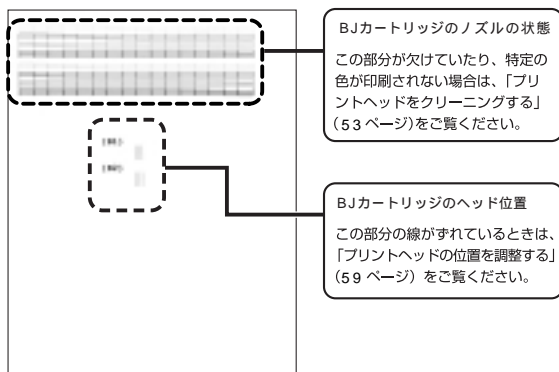 BJカートリッジのノズルの状態
この部分が欠けていたり、特定の
色が印刷されない場合は、「プリ
ントヘッドをクリーニングする」
(53 ページ)をご覧ください。
BJカートリッジのヘッド位置
この部分の線がずれているときは、
「プリントヘッドの位置を調整する」
(59 ページ) をご覧ください。